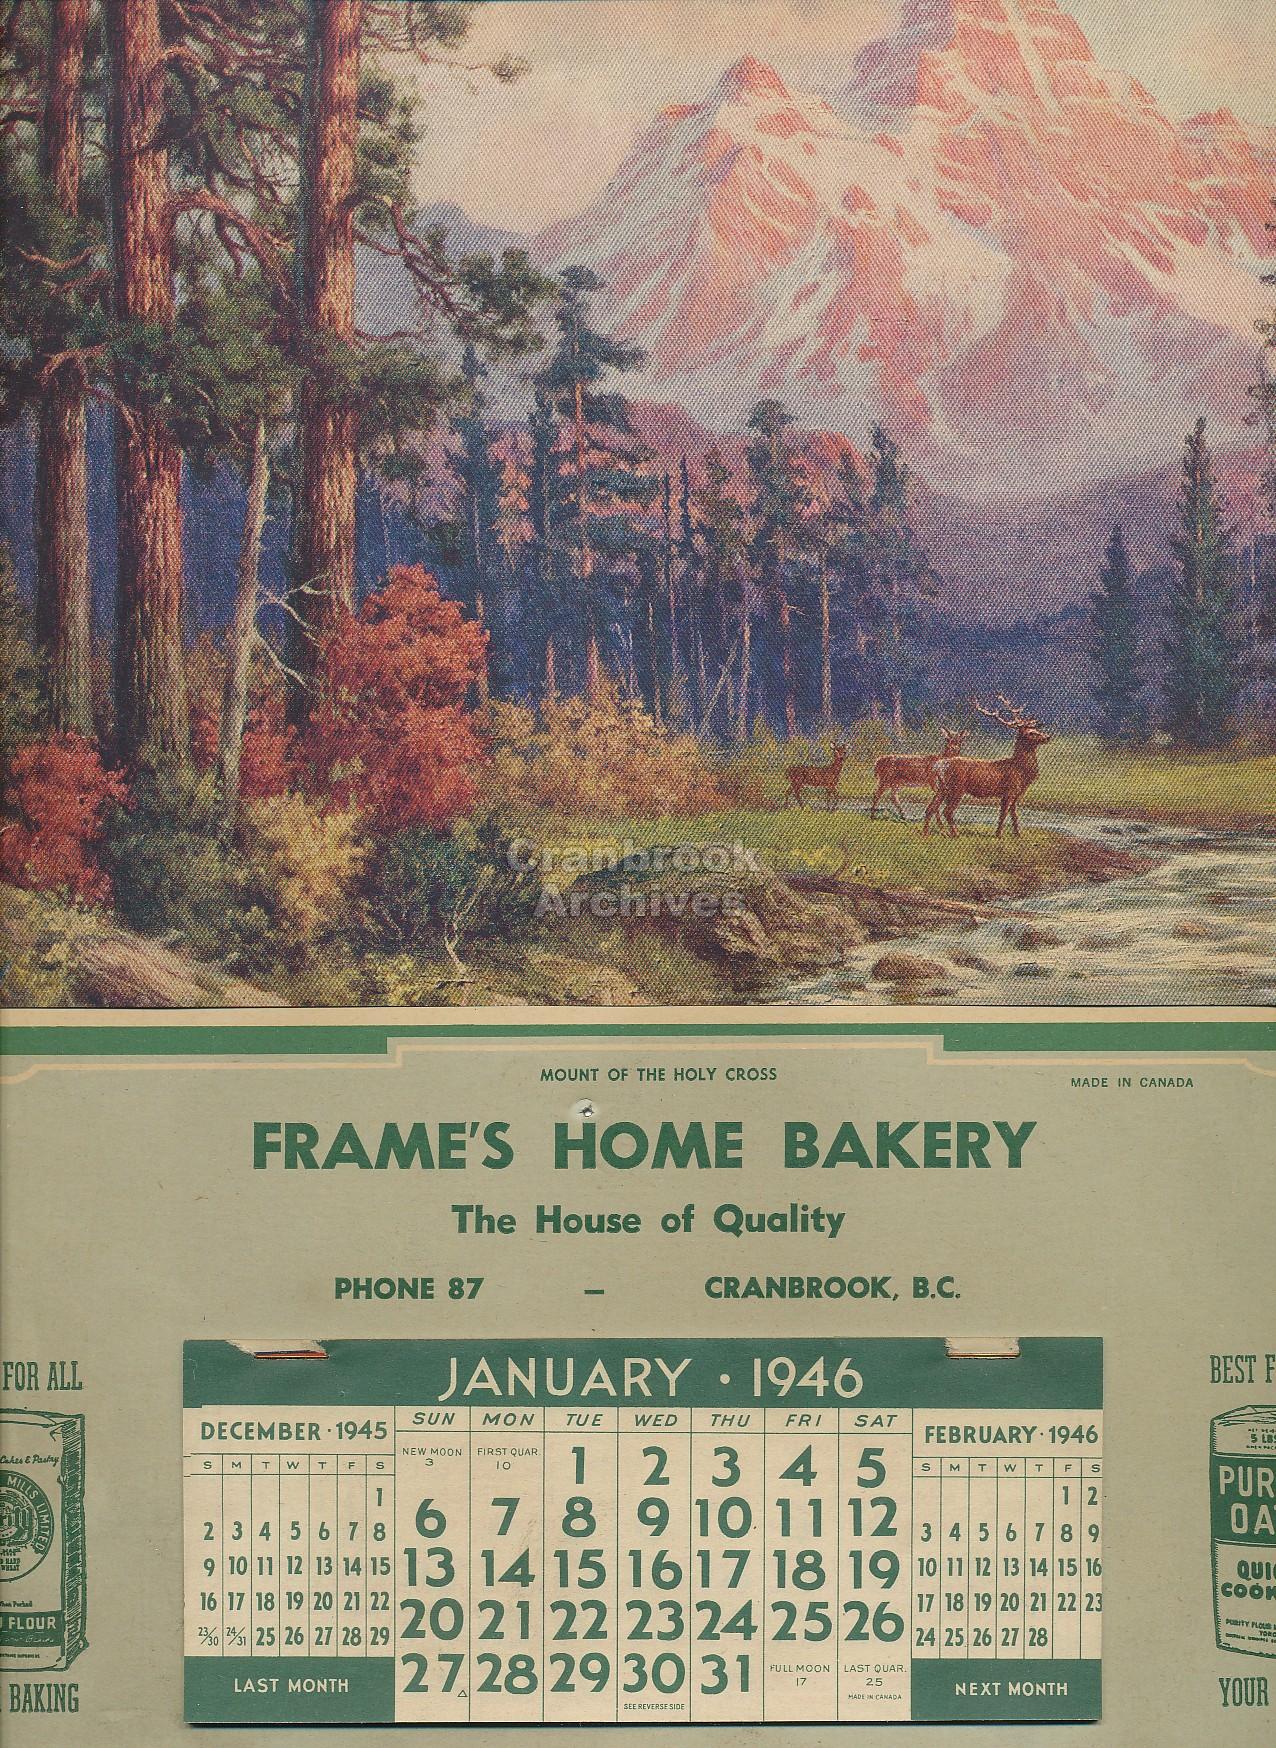 Cranbrook
Archives
MOUNT OF THE HOLY CROSS
MADE IN CANADA
FRAME'S HOME BAKERY
The House of Quality
PHONE 87 – CRANBROOK, B.C.
FOR ALL
Cakes & Pastry
MILLS LIMITED
FLOUR
BAKING
BEST F
5 LBS
PUR
OA
QUIC
COOK
YOUR
JANUARY · 1946
DECEMBER · 1945
S M T W T F S
1
2 3 4 5 6 7 8
9 10 11 12 13 14 15
16 17 18 19 20 21 22
23/30 24/31 25 26 27 28 29
LAST MONTH
SUN MON TUE WED THU FRI SAT
NEW MOON 3 FIRST QUAR. 10 1 2 3 4 5
6 7 8 9 10 11 12
13 14 15 16 17 18 19
20 21 22 23 24 25 26
27 28 29 30 31 FULL MOON 17 LAST QUAR. 25
SEE REVERSE SIDE
MADE IN CANADA
FEBRUARY · 1946
S M T W T F S
1 2
3 4 5 6 7 8 9
10 11 12 13 14 15 16
17 18 19 20 21 22 23
24 25 26 27 28
NEXT MONTH